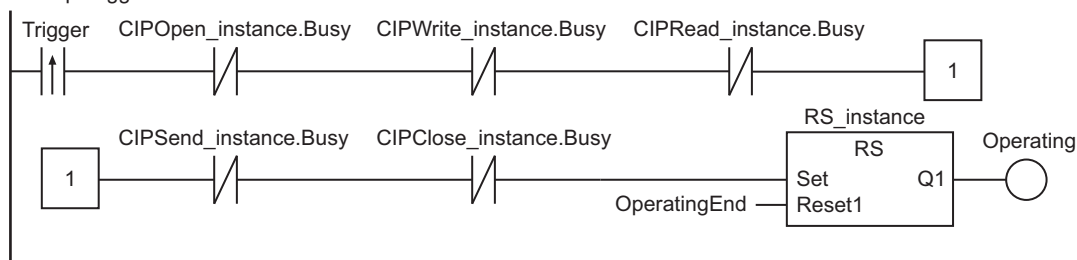 Trigger CIPOpen_instance.Busy CIPWrite_instance.Busy CIPRead_instance.Busy
1
RS_instance
CIPSend_instance.Busy CIPClose_instance.Busy RS Operating
1 Set Q1
OperatingEnd Reset1